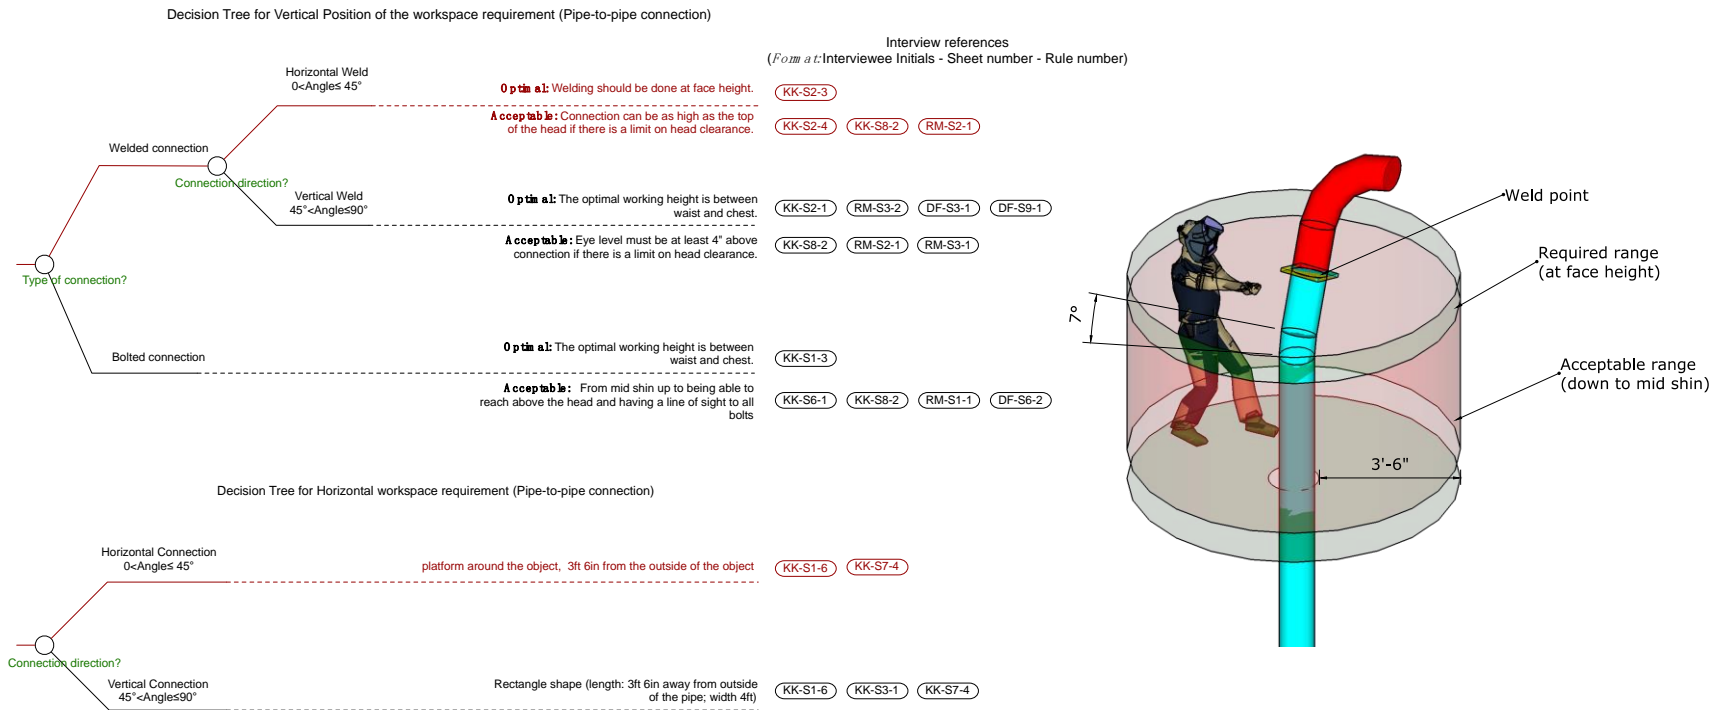 Decision Tree for Vertical Position of the workspace requirement (Pipe-to-pipe connection)
Interview references
(Format:Interviewee Initials - Sheet number - Rule number)
Horizontal Weld
0<Angle≤ 45°
Optimal: Welding should be done at face height.
KK-S2-3
Acceptable: Connection can be as high as the top
of the head if there is a limit on head clearance.
KK-S2-4 KK-S8-2 RM-S2-1
Welded connection
Connection direction?
Vertical Weld
45°<Angle≤90°
Optimal: The optimal working height is between
waist and chest.
KK-S2-1 RM-S3-2 DF-S3-1 DF-S9-1
Acceptable: Eye level must be at least 4" above
connection if there is a limit on head clearance.
KK-S8-2 RM-S2-1 RM-S3-1
Type of connection?
Bolted connection
Optimal: The optimal working height is between
waist and chest.
KK-S1-3
Acceptable: From mid shin up to being able to
reach above the head and having a line of sight to all
bolts
KK-S6-1 KK-S8-2 RM-S1-1 DF-S6-2
Decision Tree for Horizontal workspace requirement (Pipe-to-pipe connection)
Horizontal Connection
0<Angle≤ 45°
platform around the object, 3ft 6in from the outside of the object
KK-S1-6 KK-S7-4
Connection direction?
Vertical Connection
45°<Angle≤90°
Rectangle shape (length: 3ft 6in away from outside
of the pipe; width 4ft)
KK-S1-6 KK-S3-1 KK-S7-4
Weld point
Required range
(at face height)
7°
Acceptable range
(down to mid shin)
3'-6"